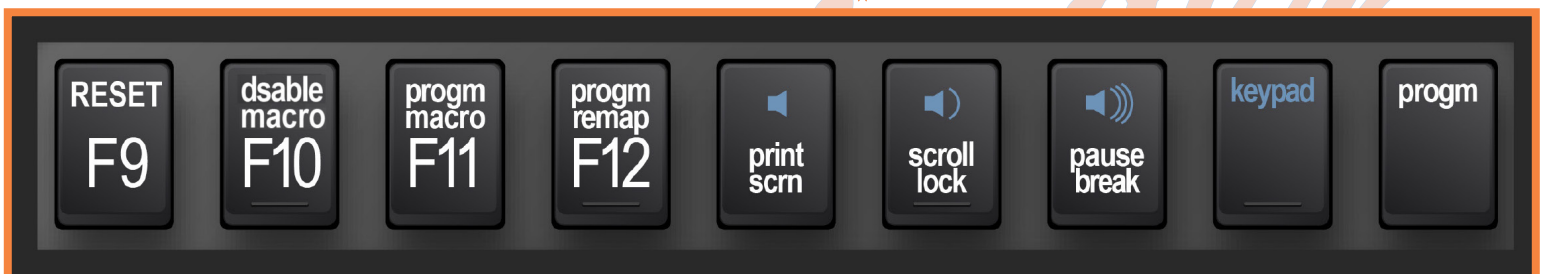 RESET
F9
dsable
macro
F10
progm
macro
F11
progm
remap
F12
print
scrn
scroll
lock
pause
break
keypad
progm